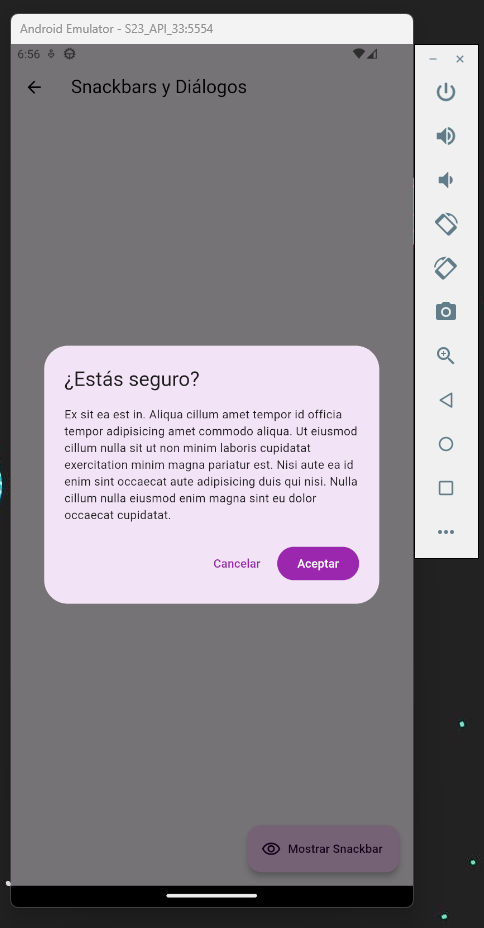 Android Emulator - S23_API_33:5554
6:56
Snackbars y Diálogos
¿Estás seguro?
Ex sit ea est in. Aliqua cillum amet tempor id officia
tempor adipisicing amet commodo aliqua. Ut eiusmod
cillum nulla sit ut non minim laboris cupidatat
exercitation minim magna pariatur est. Nisi aute ea id
enim sint occaecat aute adipisicing duis qui nisi. Nulla
cillum nulla eiusmod enim magna sint eu dolor
occaecat cupidatat.
Cancelar
Aceptar
Mostrar Snackbar